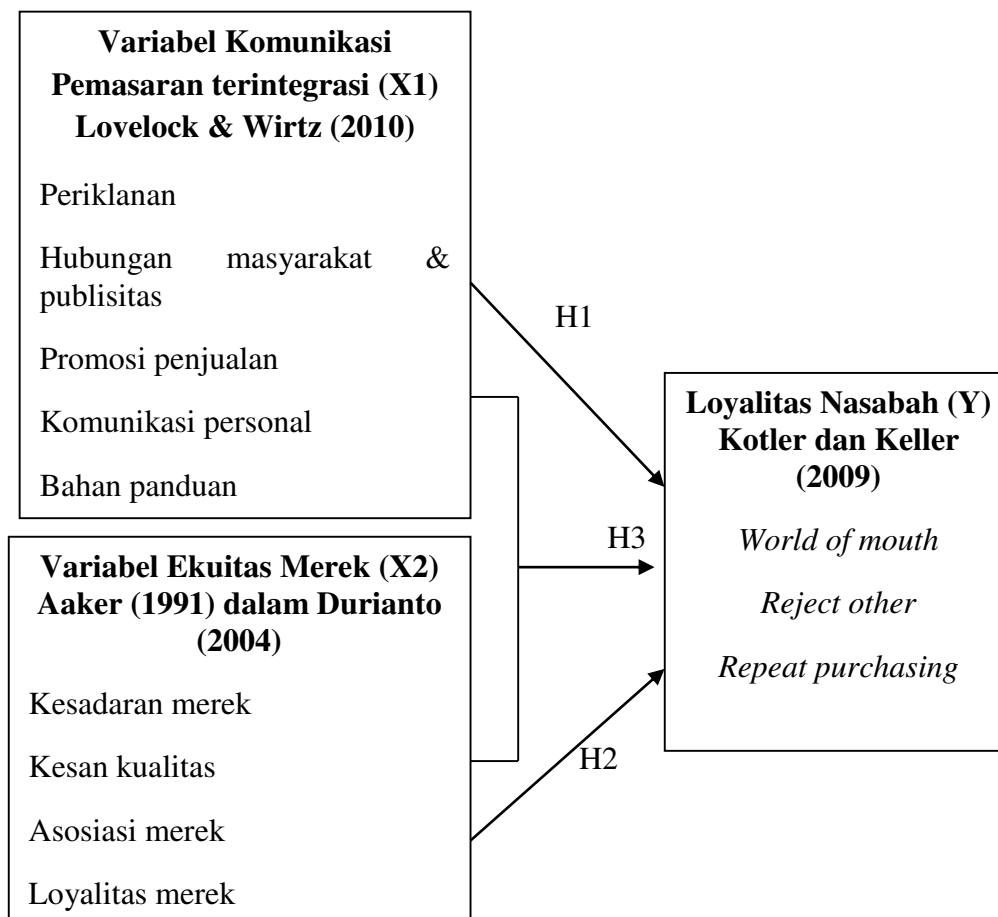 Variabel Komunikasi
Pemasaran terintegrasi (X1)
Lovelock & Wirtz (2010)
Periklanan
Hubungan masyarakat &
publisitas
Promosi penjualan
Komunikasi personal
Bahan panduan
Variabel Ekuitas Merek (X2)
Aaker (1991) dalam Durianto
(2004)
Kesadaran merek
Kesan kualitas
Asosiasi merek
Loyalitas merek
H1
H3
H2
Loyalitas Nasabah (Y)
Kotler dan Keller
(2009)
World of mouth
Reject other
Repeat purchasing